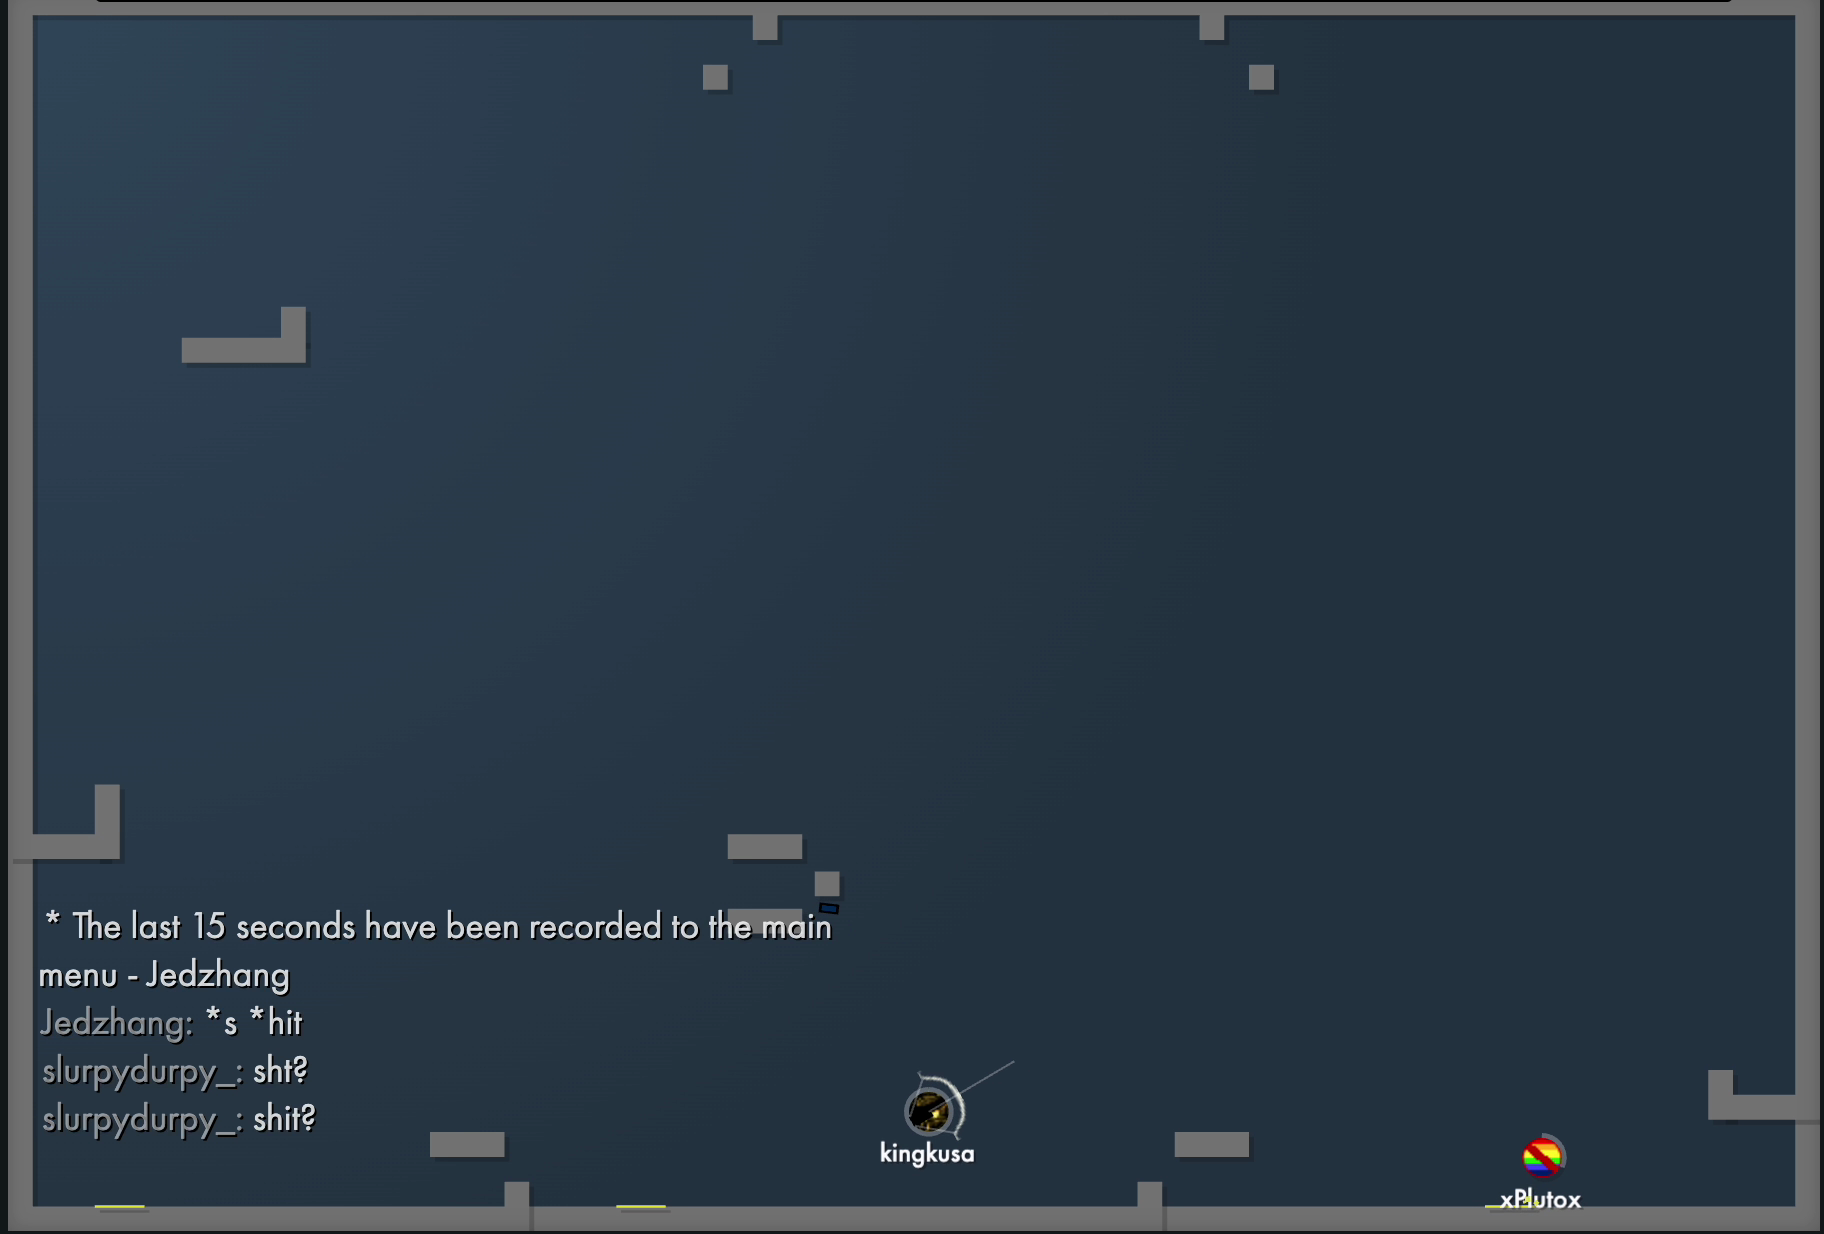 * The last 15 seconds have been recorded to the main
menu - Jedzhang
Jedzhang: *s *hit
slurpydurpy_: sht?
slurpydurpy_: shit?
kingkusa
xPlutox